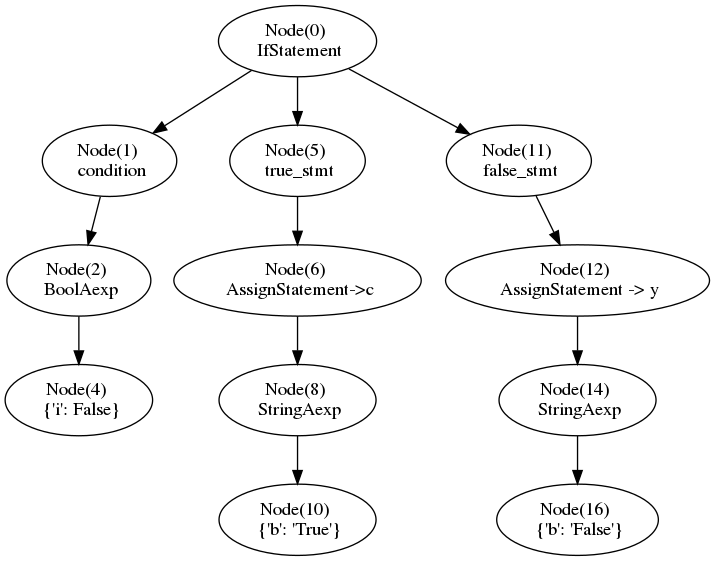 Node(0)
IfStatement
Node(1)
condition
Node(5)
true_stmt
Node(11)
false_stmt
Node(2)
BoolAexp
Node(6)
AssignStatement->c
Node(12)
AssignStatement -> y
Node(4)
{'i': False}
Node(8)
StringAexp
Node(14)
StringAexp
Node(10)
{'b': 'True'}
Node(16)
{'b': 'False'}